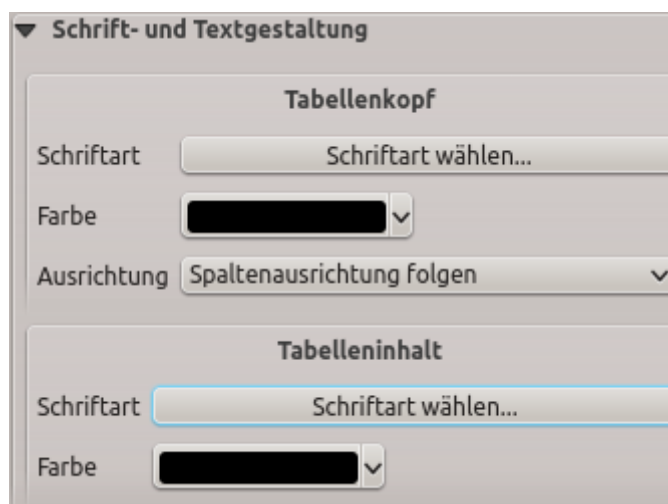 Schrift- und Textgestaltung
Tabellenkopf
Schriftart Schriftart wählen...
Farbe
Ausrichtung Spaltenausrichtung folgen
Tabelleninhalt
Schriftart Schriftart wählen...
Farbe